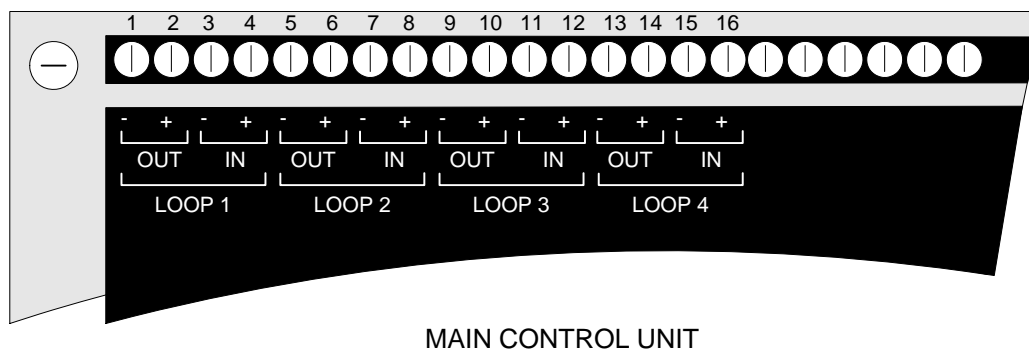 1 2 3 4 5 6 7 8 9 10 11 12 13 14 15 16
- + - + - + - + - + - + - + - +
OUT IN OUT IN OUT IN OUT IN
LOOP 1 LOOP 2 LOOP 3 LOOP 4
MAIN CONTROL UNIT